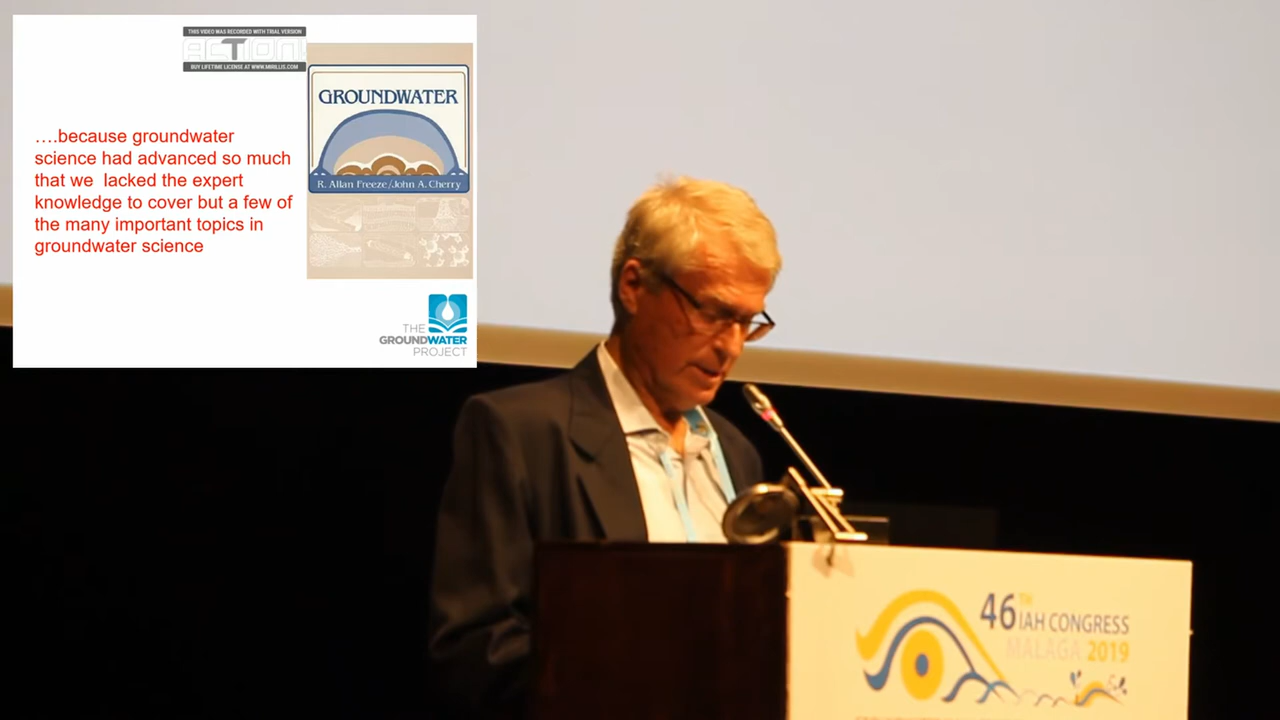 THIS VIDEO WAS RECORDED WITH TRIAL VERSION
ACTION!
BUY LIFETIME LICENSE AT WWW.MIRILLIS.COM
….because groundwater
science had advanced so much
that we lacked the expert
knowledge to cover but a few of
the many important topics in
groundwater science
GROUNDWATER
R. Allan Freeze/John A. Cherry
THE
GROUNDWATER
PROJECT
46TH
IAH CONGRESS
MALAGA 2019